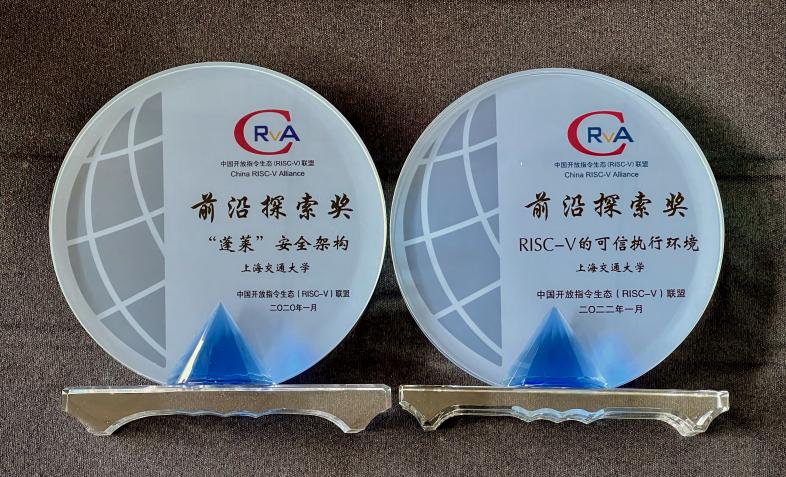 CRVA
中国开放指令生态(RISC-V)联盟
China RISC-V Alliance
前沿探索奖
“蓬莱”安全架构
上海交通大学
中国开放指令生态（RISC-V）联盟
二〇二〇年一月
CRVA
中国开放指令生态(RISC-V)联盟
China RISC-V Alliance
前沿探索奖
RISC-V的可信执行环境
上海交通大学
中国开放指令生态（RISC-V）联盟
二〇二二年一月